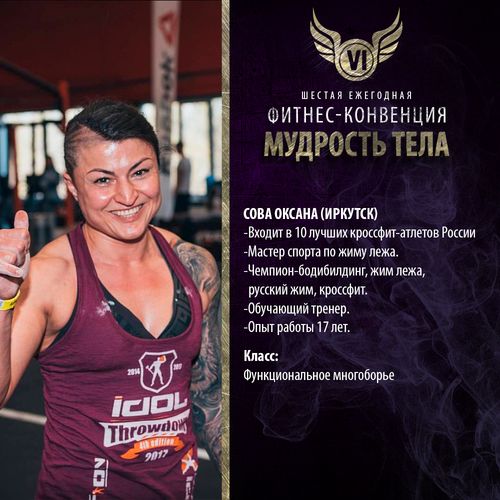 VI
ШЕСТАЯ ЕЖЕГОДНАЯ
ФИТНЕС-КОНВЕНЦИЯ
МУДРОСТЬ ТЕЛА
СОВА ОКСАНА (ИРКУТСК)
-Входит в 10 лучших кроссфит-атлетов России
-Мастер спорта по жиму лежа.
-Чемпион-бодибилдинг, жим лежа,
русский жим, кроссфит.
-Обучающий тренер.
-Опыт работы 17 лет.
Класс:
Функциональное многоборье
2014 2017
idol
Throwdown
4th edition
2017